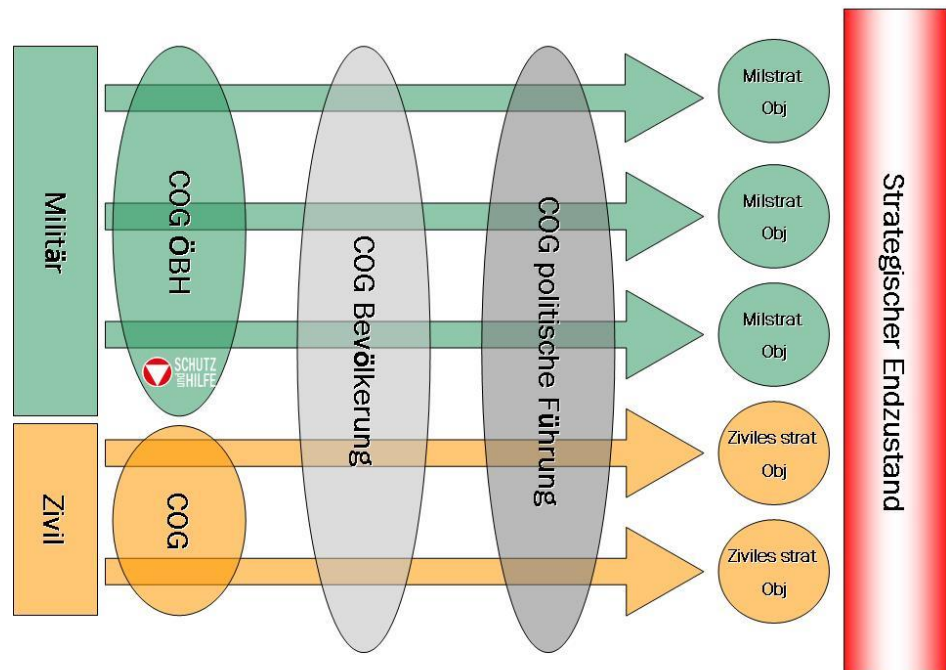 Militär
Zivil
COG ÖBH
SCHUTZ
und HILFE
COG
COG Bevölkerung
COG politische Führung
Milstrat
Obj
Milstrat
Obj
Milstrat
Obj
Ziviles strat.
Obj
Ziviles strat.
Obj
Strategischer Endzustand